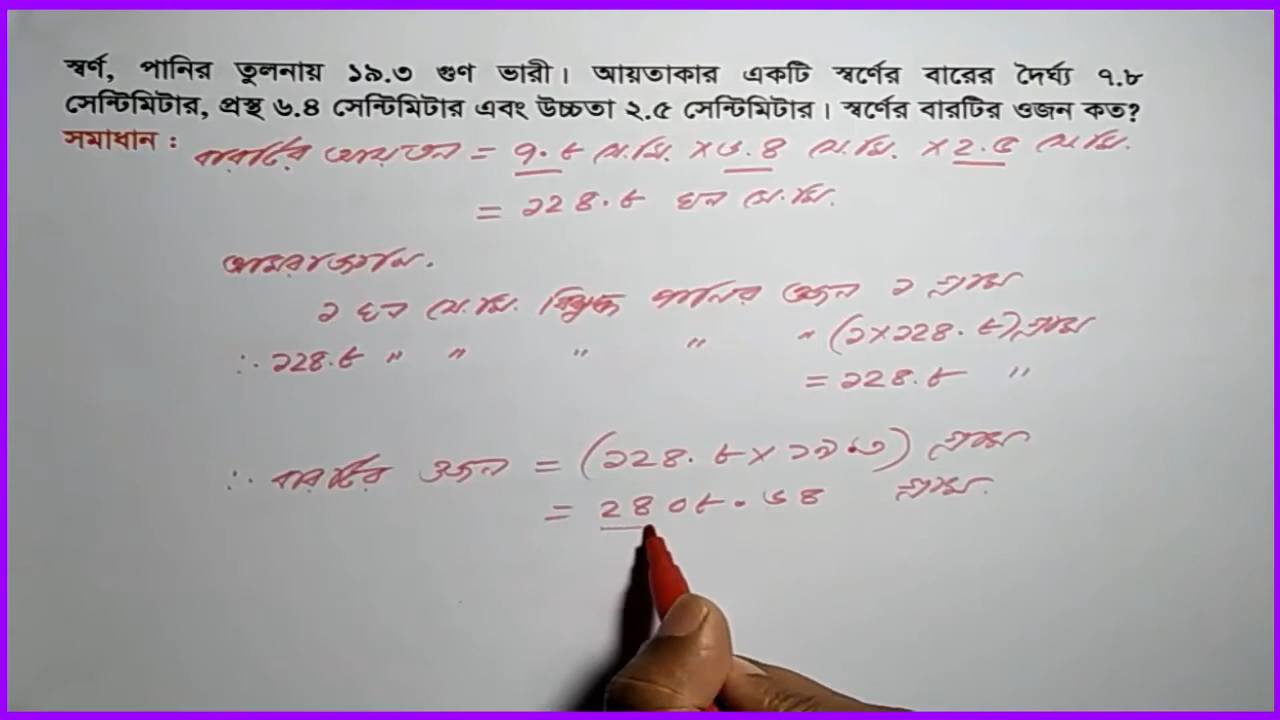 স্বর্ণ, পানির তুলনায় ১৯.৩ গুণ ভারী। আয়তাকার একটি স্বর্ণের বারের দৈর্ঘ্য ৭.৮
সেন্টিমিটার, প্রস্থ ৬.৪ সেন্টিমিটার এবং উচ্চতা ২.৫ সেন্টিমিটার। স্বর্ণের বারটির ওজন কত?
সমাধান : বারটির আয়তন = ৭.৮ সে.মি. × ৬.৪ সে.মি. × ২.৫ সে.মি.
= ১২৪.৮ ঘন সে.মি.
আমরা জানি,
১ ঘন সে.মি. বিশুদ্ধ পানির ওজন ১ গ্রাম
∴ ১২৪.৮ " " " " " (১×১২৪.৮) গ্রাম
= ১২৪.৮ "
∴ বারটির ওজন = (১২৪.৮ × ১৯.৩) গ্রাম
= ২৪০৮.৬৪ গ্রাম.